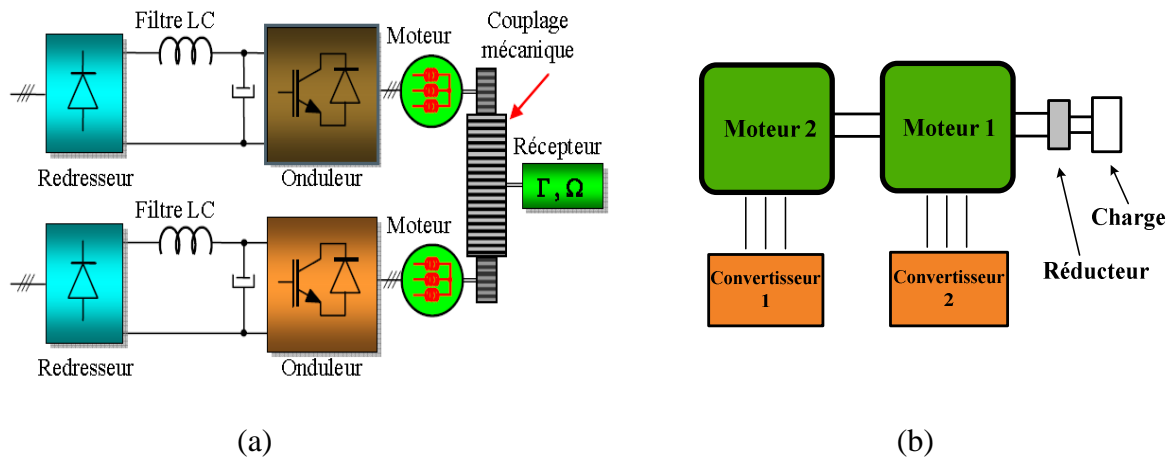 Filtre LC
Moteur
Couplage
mécanique
Redresseur
Onduleur
Récepteur
Γ, Ω
Filtre LC
Moteur
Redresseur
Onduleur
(a)
Moteur 2
Moteur 1
Charge
Réducteur
Convertisseur
1
Convertisseur
2
(b)